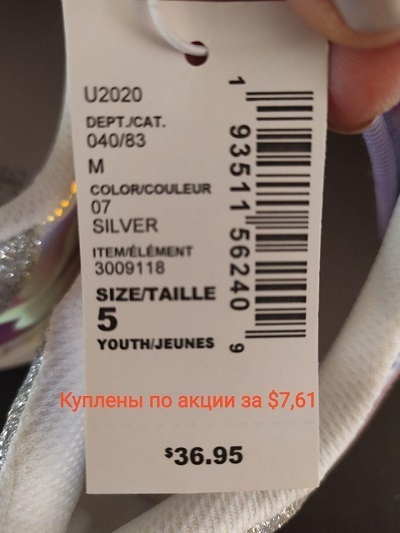 U2020
DEPT./CAT.
040/83
M
COLOR/COULEUR
07
SILVER
ITEM/ÉLÉMENT
3009118
SIZE/TAILLE
5
YOUTH/JEUNES
1 93511 56240 9
Куплены по акции за $7,61
$36.95